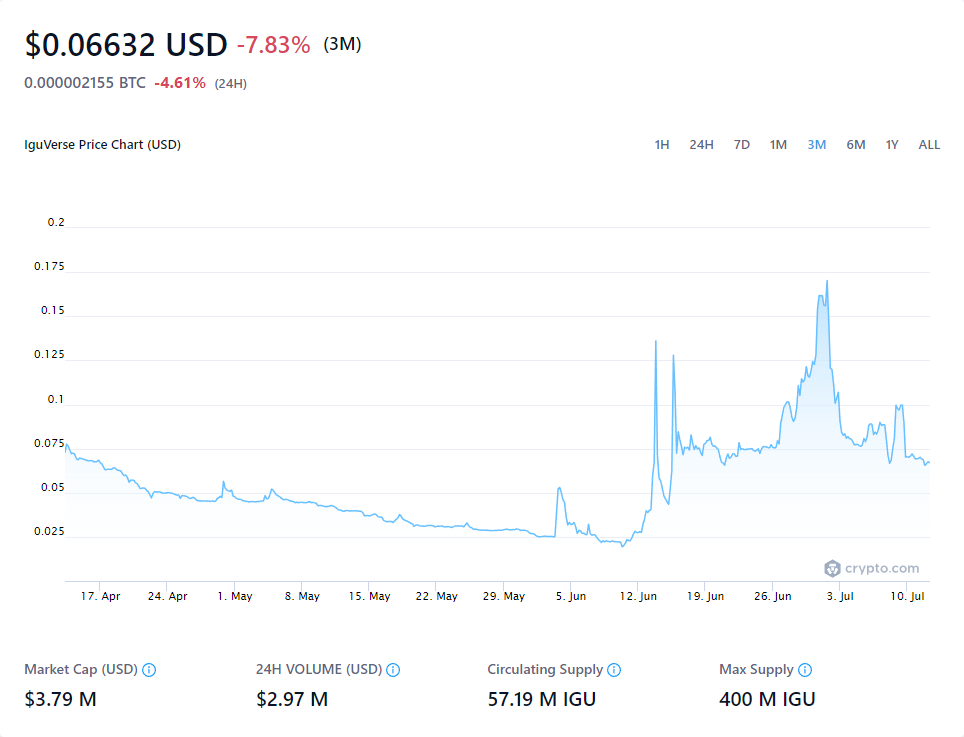 $0.06632 USD -7.83% (3M)
0.000002155 BTC -4.61% (24H)
IguVerse Price Chart (USD) 1H 24H 7D 1M 3M 6M 1Y ALL
0.2
0.175
0.15
0.125
0.1
0.075
0.05
0.025
crypto.com
17. Apr 24. Apr 1. May 8. May 15. May 22. May 29. May 5. Jun 12. Jun 19. Jun 26. Jun 3. Jul 10. Jul
Market Cap (USD) 24H VOLUME (USD) Circulating Supply Max Supply
$3.79 M $2.97 M 57.19 M IGU 400 M IGU